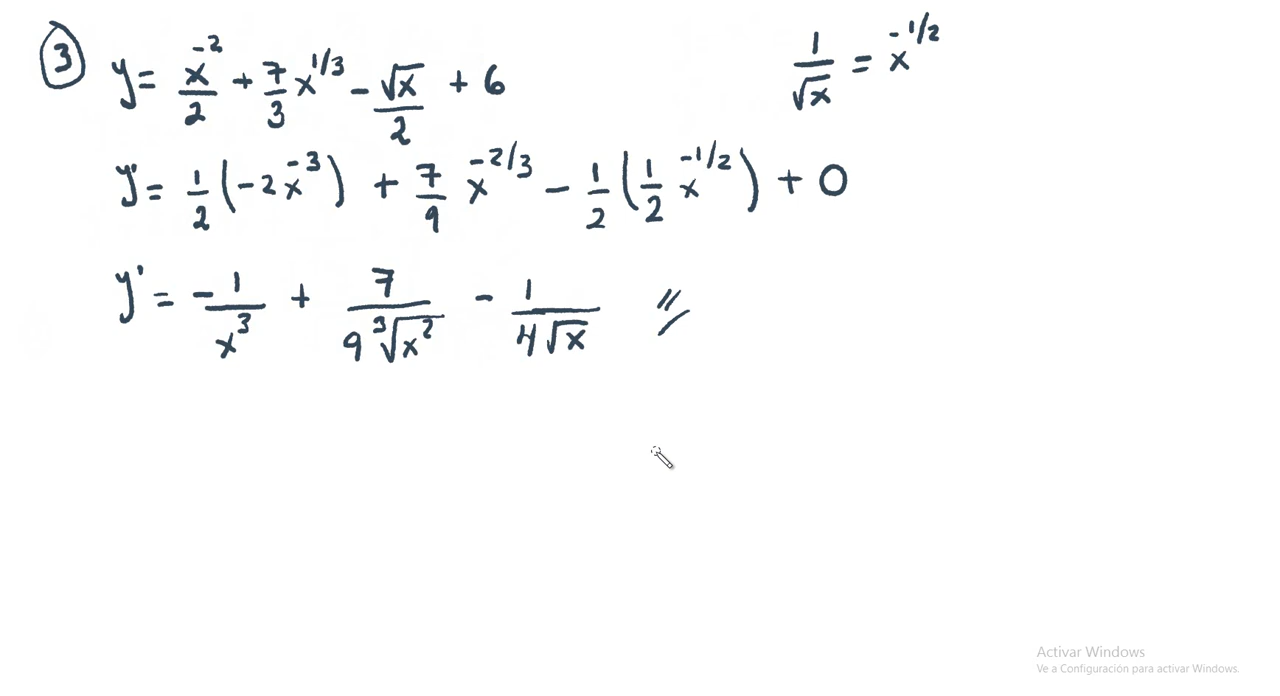 ③ y = x⁻²/2 + 7/3 x^1/3 - √x/2 + 6
1/√x = x^-1/2
y' = 1/2 (-2x⁻³) + 7/9 x^-2/3 - 1/2 (1/2 x^-1/2) + 0
y' = -1/x³ + 7/(9 ³√x²) - 1/(4√x) //
Activar Windows
Ve a Configuración para activar Windows.